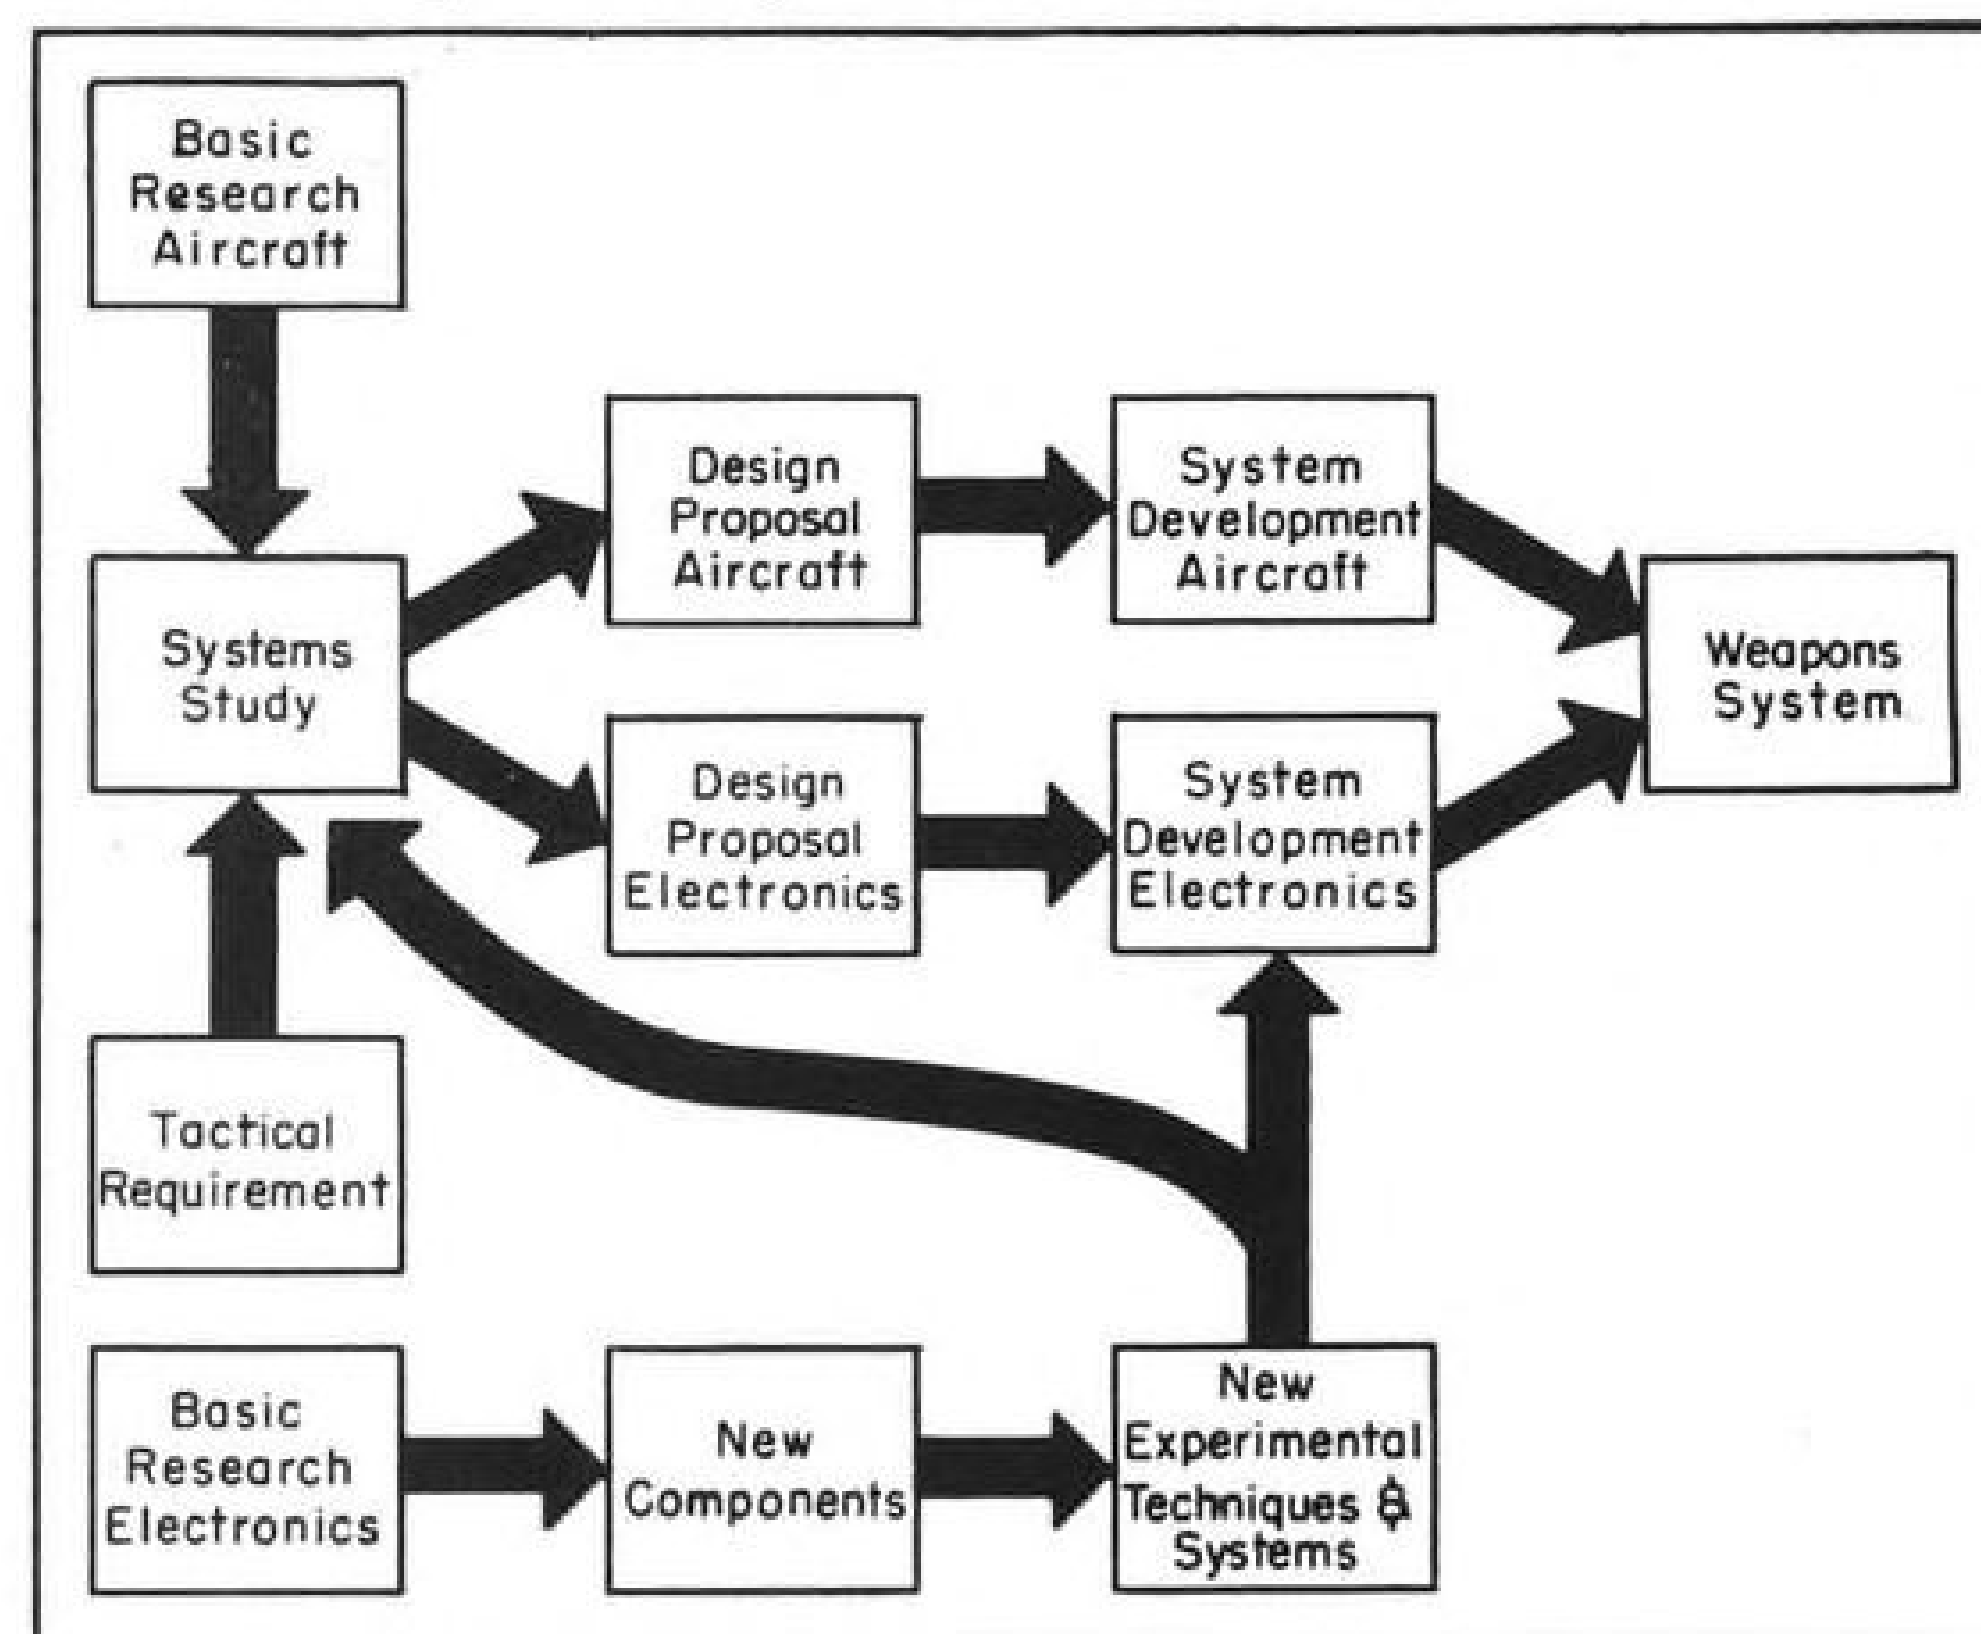 Basic
Research
Aircraft
Design
Proposal
Aircraft
System
Development
Aircraft
Systems
Study
Weapons
System
Design
Proposal
Electronics
System
Development
Electronics
Tactical
Requirement
Basic
Research
Electronics
New
Components
New
Experimental
Techniques &
Systems